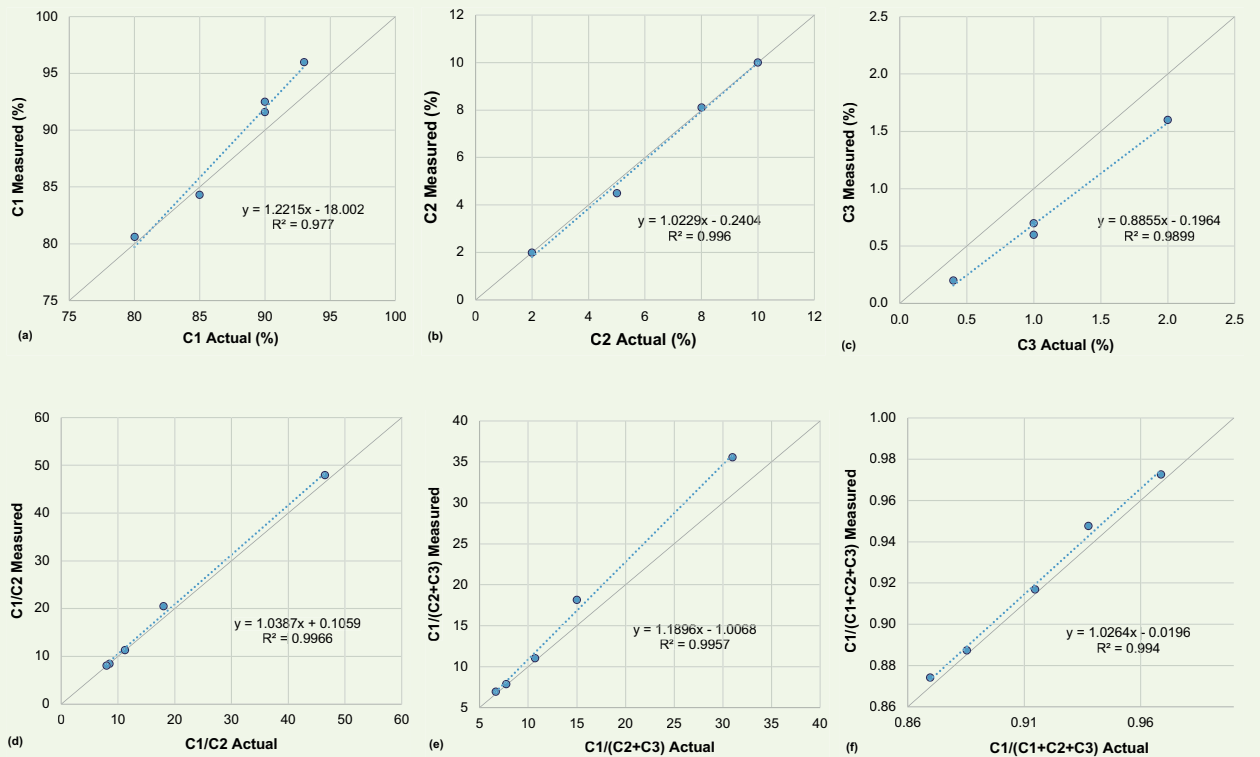 100
95
90
85
80
75
75 80 85 90 95 100
C1 Measured (%)
C1 Actual (%)
y = 1.2215x - 18.002
R² = 0.977
(a)
12
10
8
6
4
2
0
0 2 4 6 8 10 12
C2 Measured (%)
C2 Actual (%)
y = 1.0229x - 0.2404
R² = 0.996
(b)
2.5
2.0
1.5
1.0
0.5
0.0
0.0 0.5 1.0 1.5 2.0 2.5
C3 Measured (%)
C3 Actual (%)
y = 0.8855x - 0.1964
R² = 0.9899
(c)
60
50
40
30
20
10
0
0 10 20 30 40 50 60
C1/C2 Measured
C1/C2 Actual
y = 1.0387x + 0.1059
R² = 0.9966
(d)
40
35
30
25
20
15
10
5
5 10 15 20 25 30 35 40
C1/(C2+C3) Measured
C1/(C2+C3) Actual
y = 1.1896x - 1.0068
R² = 0.9957
(e)
1.00
0.98
0.96
0.94
0.92
0.90
0.88
0.86
0.86 0.91 0.96
C1/(C1+C2+C3) Measured
C1/(C1+C2+C3) Actual
y = 1.0264x - 0.0196
R² = 0.994
(f)